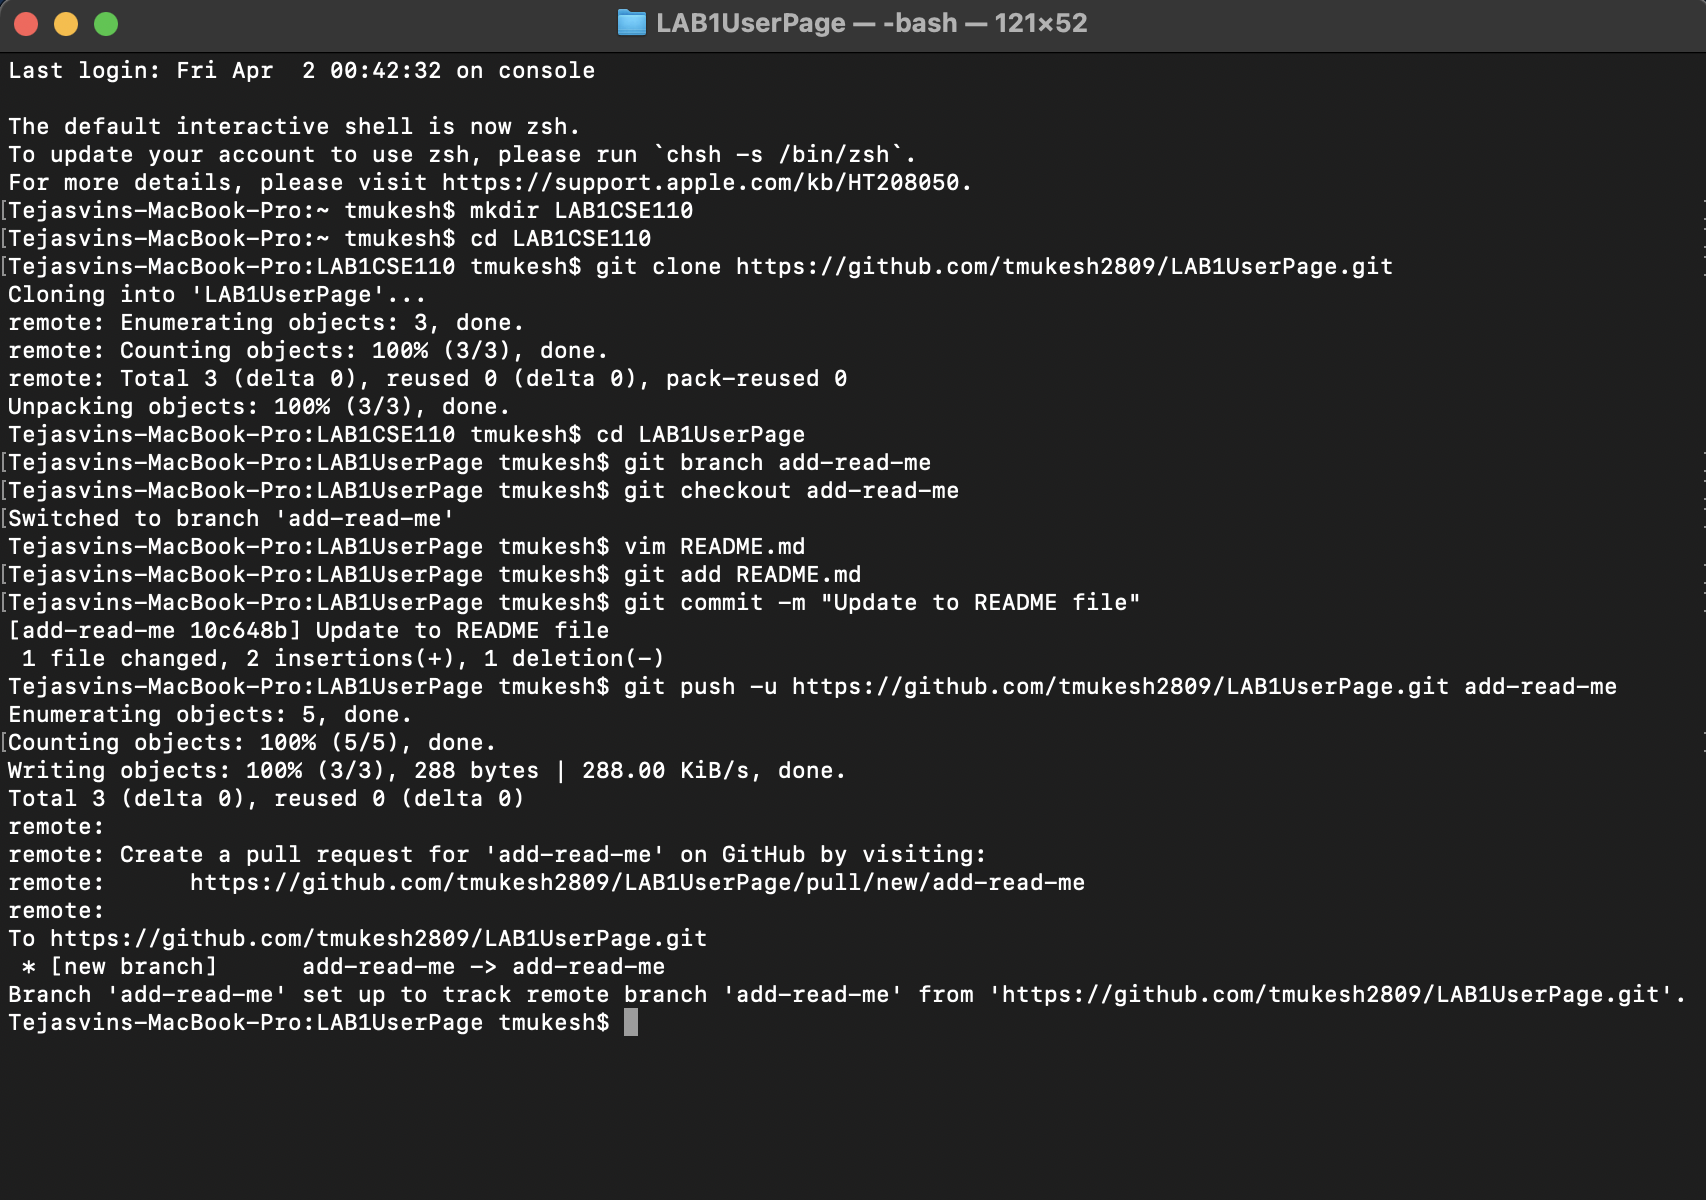 LAB1UserPage — -bash — 121×52
Last login: Fri Apr  2 00:42:32 on console
The default interactive shell is now zsh.
To update your account to use zsh, please run `chsh -s /bin/zsh`.
For more details, please visit https://support.apple.com/kb/HT208050.
[Tejasvins-MacBook-Pro:~ tmukesh$ mkdir LAB1CSE110
[Tejasvins-MacBook-Pro:~ tmukesh$ cd LAB1CSE110
[Tejasvins-MacBook-Pro:LAB1CSE110 tmukesh$ git clone https://github.com/tmukesh2809/LAB1UserPage.git
Cloning into 'LAB1UserPage'...
remote: Enumerating objects: 3, done.
remote: Counting objects: 100% (3/3), done.
remote: Total 3 (delta 0), reused 0 (delta 0), pack-reused 0
Unpacking objects: 100% (3/3), done.
Tejasvins-MacBook-Pro:LAB1CSE110 tmukesh$ cd LAB1UserPage
[Tejasvins-MacBook-Pro:LAB1UserPage tmukesh$ git branch add-read-me
[Tejasvins-MacBook-Pro:LAB1UserPage tmukesh$ git checkout add-read-me
[Switched to branch 'add-read-me'
Tejasvins-MacBook-Pro:LAB1UserPage tmukesh$ vim README.md
[Tejasvins-MacBook-Pro:LAB1UserPage tmukesh$ git add README.md
[Tejasvins-MacBook-Pro:LAB1UserPage tmukesh$ git commit -m "Update to README file"
[add-read-me 10c648b] Update to README file
 1 file changed, 2 insertions(+), 1 deletion(-)
Tejasvins-MacBook-Pro:LAB1UserPage tmukesh$ git push -u https://github.com/tmukesh2809/LAB1UserPage.git add-read-me
Enumerating objects: 5, done.
[Counting objects: 100% (5/5), done.
Writing objects: 100% (3/3), 288 bytes | 288.00 KiB/s, done.
Total 3 (delta 0), reused 0 (delta 0)
remote:
remote: Create a pull request for 'add-read-me' on GitHub by visiting:
remote:      https://github.com/tmukesh2809/LAB1UserPage/pull/new/add-read-me
remote:
To https://github.com/tmukesh2809/LAB1UserPage.git
 * [new branch]        add-read-me -> add-read-me
Branch 'add-read-me' set up to track remote branch 'add-read-me' from 'https://github.com/tmukesh2809/LAB1UserPage.git'.
Tejasvins-MacBook-Pro:LAB1UserPage tmukesh$